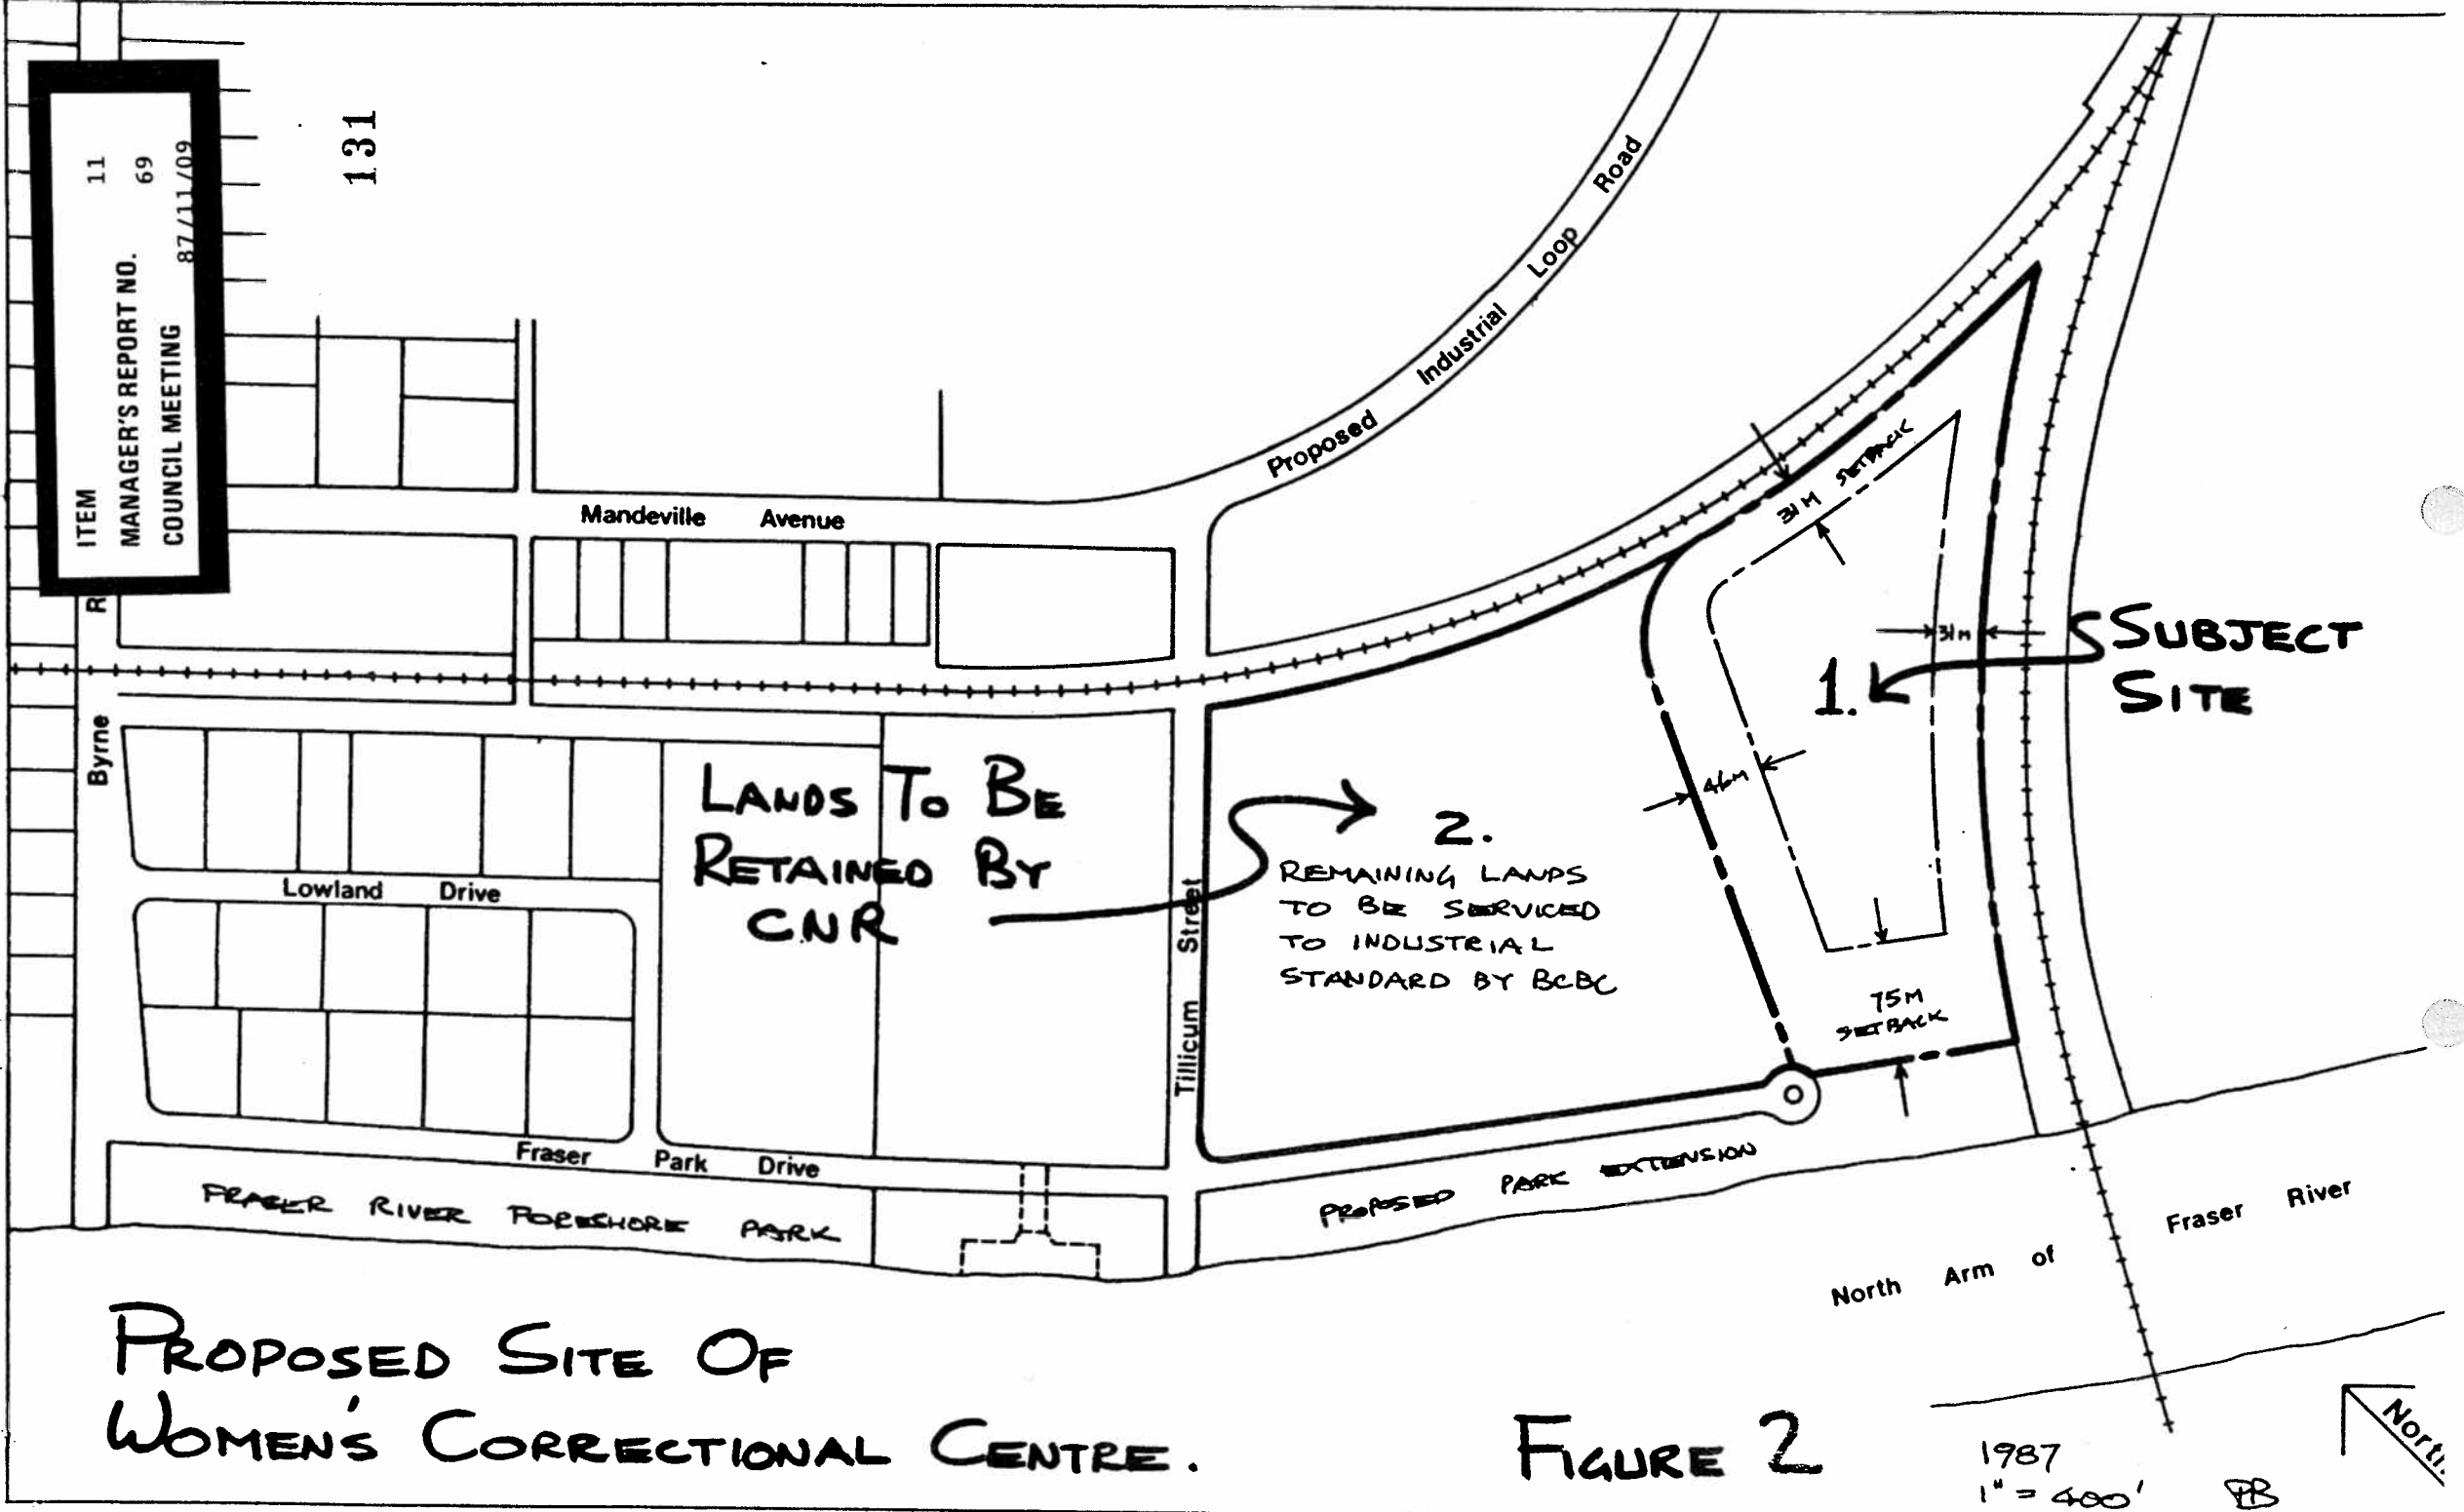 ITEM 11
MANAGER'S REPORT NO. 69
COUNCIL MEETING 87/11/09
131
Proposed Industrial Loop Road
Mandeville Avenue
R
Byrne
31M SETBACK
31M
SUBJECT
SITE
1.
46M
LANDS TO BE
RETAINED BY
CNR
2.
REMAINING LANDS
TO BE SERVICED
TO INDUSTRIAL
STANDARD BY BCBC
Lowland Drive
Tillicum Street
75M
SETBACK
Fraser Park Drive
FRASER RIVER FORESHORE PARK
PROPOSED PARK EXTENSION
North Arm of Fraser River
PROPOSED SITE OF
WOMEN'S CORRECTIONAL CENTRE.
FIGURE 2
1987
1" = 400'
PB
North